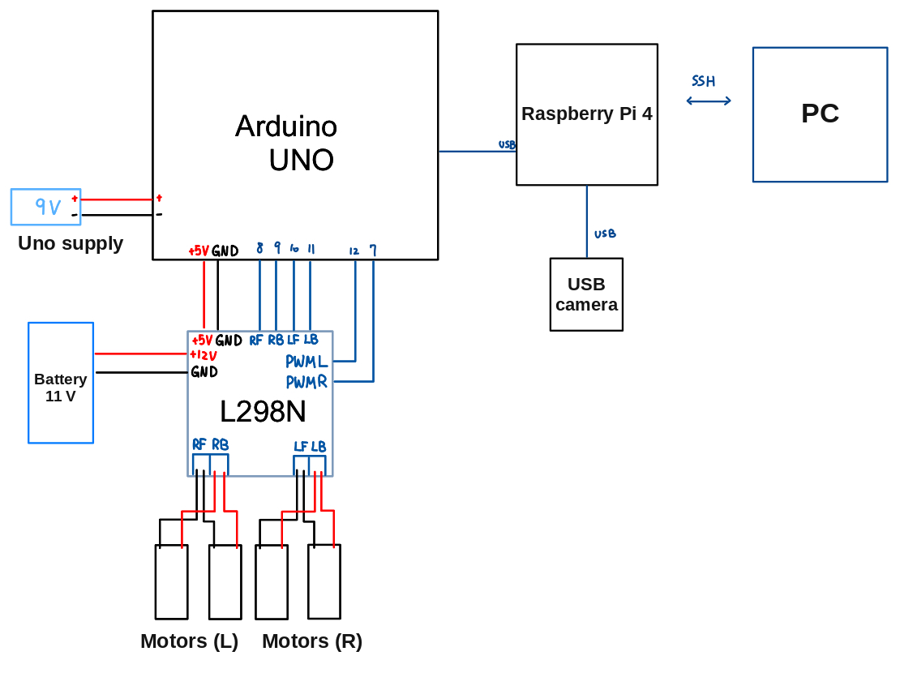 Arduino
UNO
Raspberry Pi 4
SSH
PC
USB
9V
+
-
+
-
Uno supply
+5V GND 8 9 10 11 12 7
USB
USB
camera
+5V GND RF RB LF LB
+12V
GND
PWML
PWMR
Battery
11 V
L298N
RF RB LF LB
Motors (L) Motors (R)